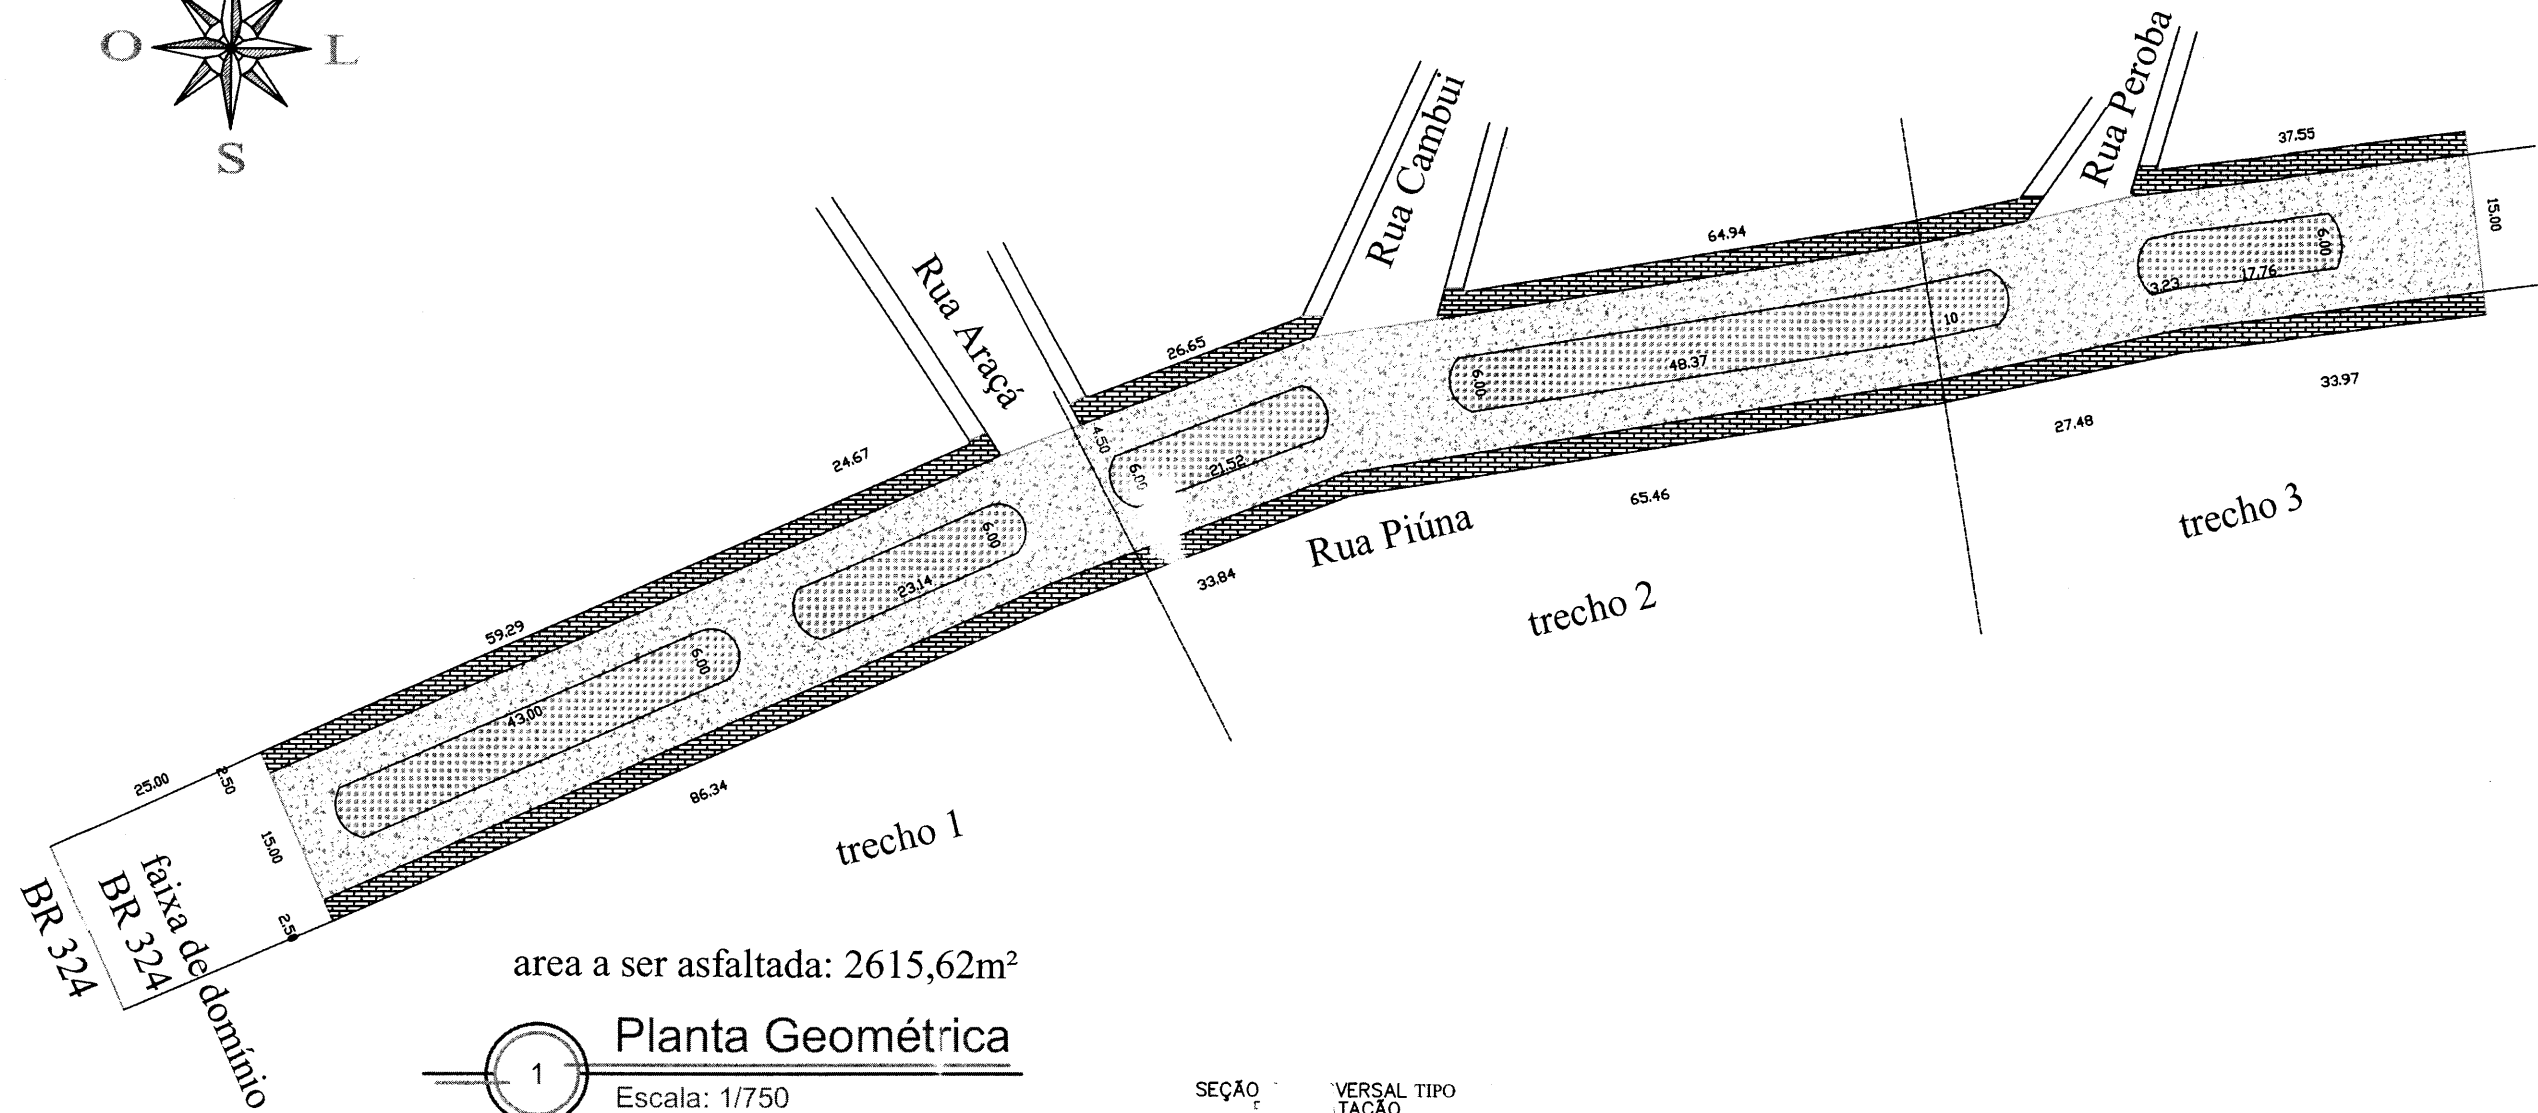 O
L
S
Rua Araçá
Rua Cambui
Rua Peroba
37.55
15.00
64.94
26.65
24.67
59.29
25.00
2.50
15.00
2.50
43.00
6.00
23.14
6.00
4.50
6.00
21.52
6.00
48.37
10
3.23
17.76
6.00
33.97
27.48
65.46
33.84
86.34
Rua Piúna
trecho 1
trecho 2
trecho 3
BR 324
BR 324
faixa de domínio
area a ser asfaltada: 2615,62m²
1
Planta Geométrica
Escala: 1/750
SEÇÃO VERSAL TIPO
TAÇÃO